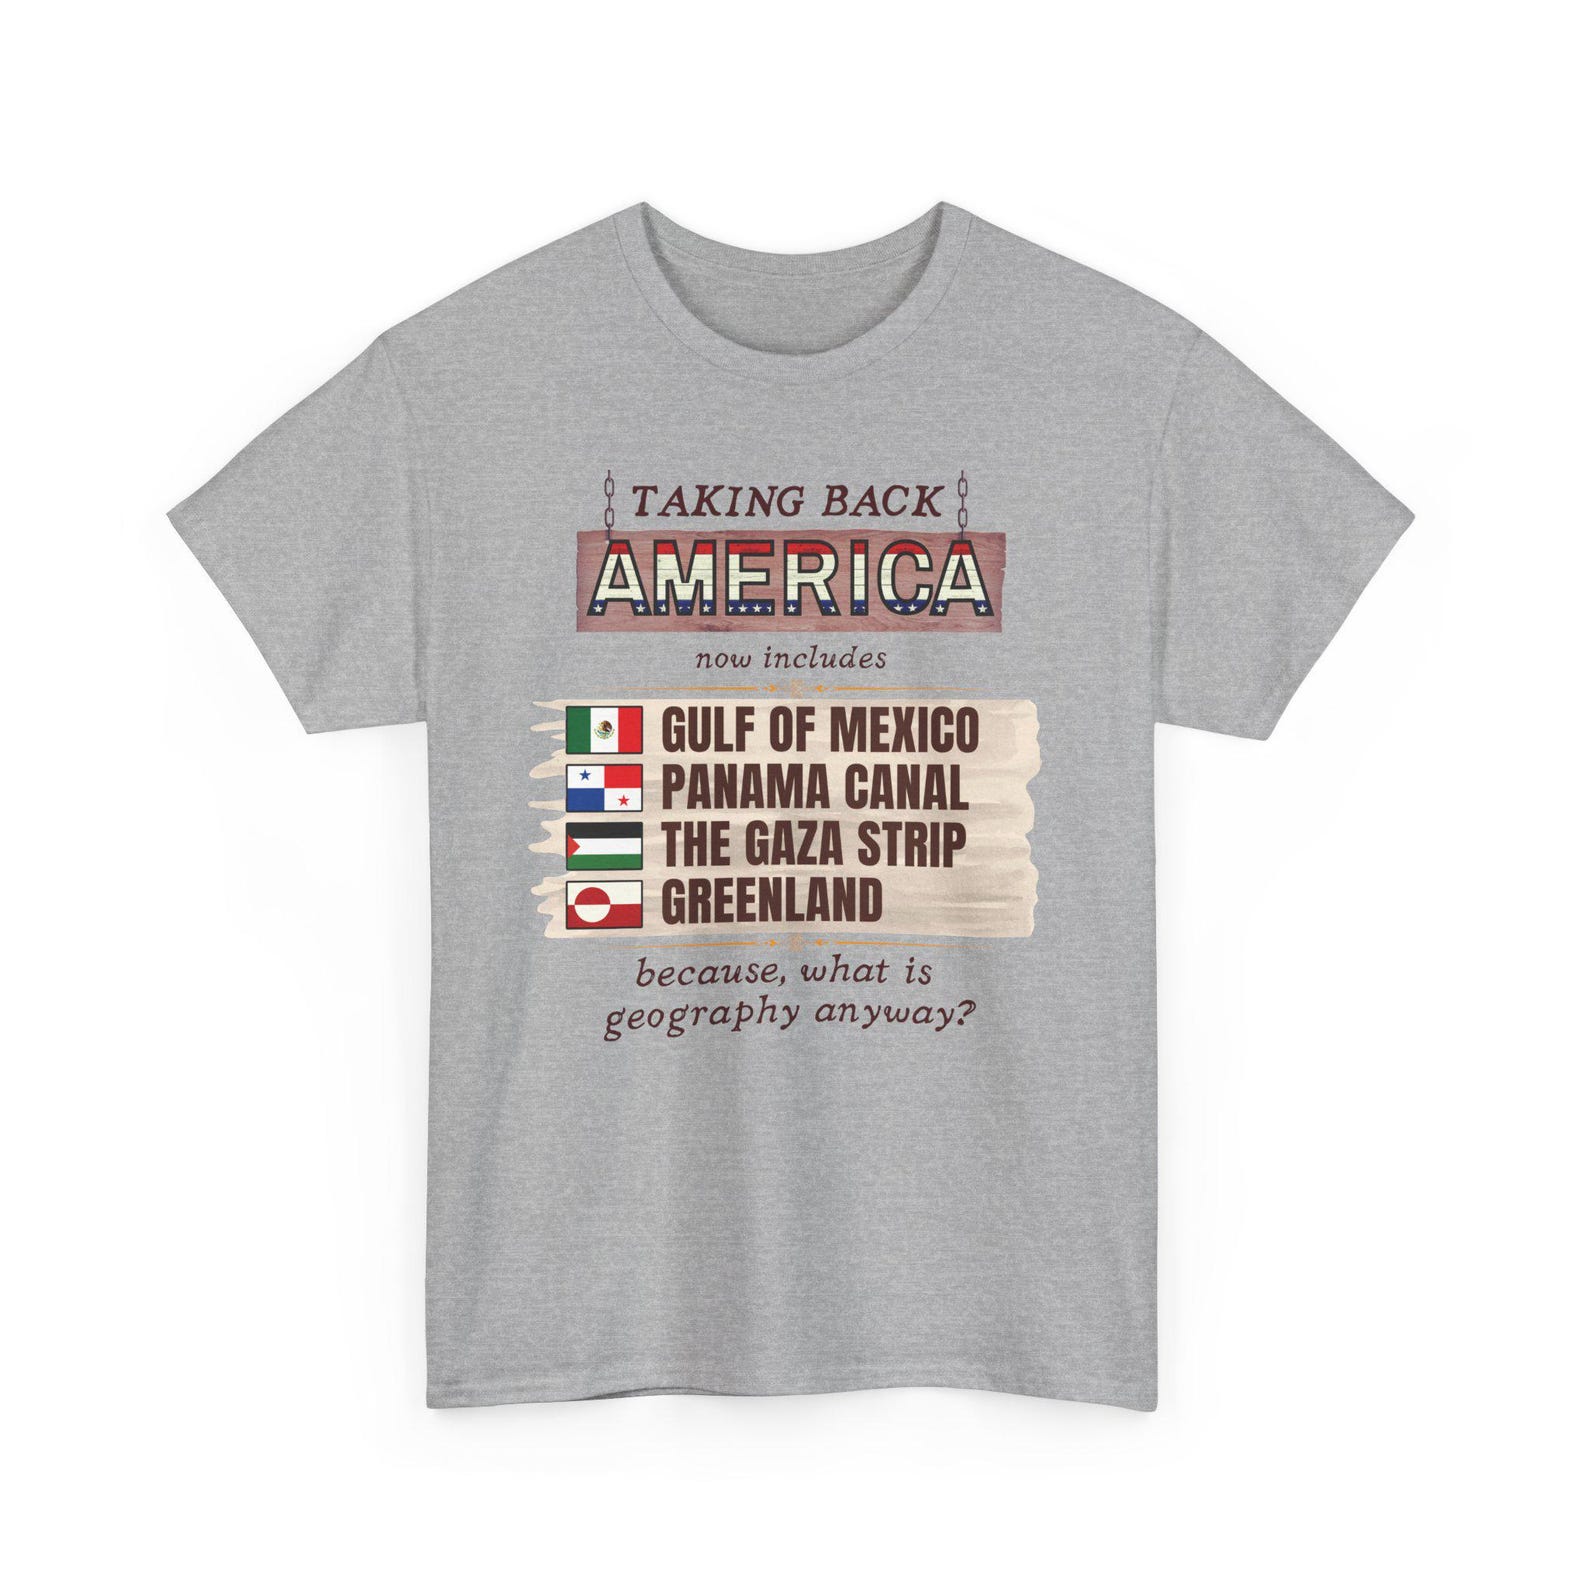 TAKING BACK
AMERICA
now includes
GULF OF MEXICO
PANAMA CANAL
THE GAZA STRIP
GREENLAND
because, what is
geography anyway?